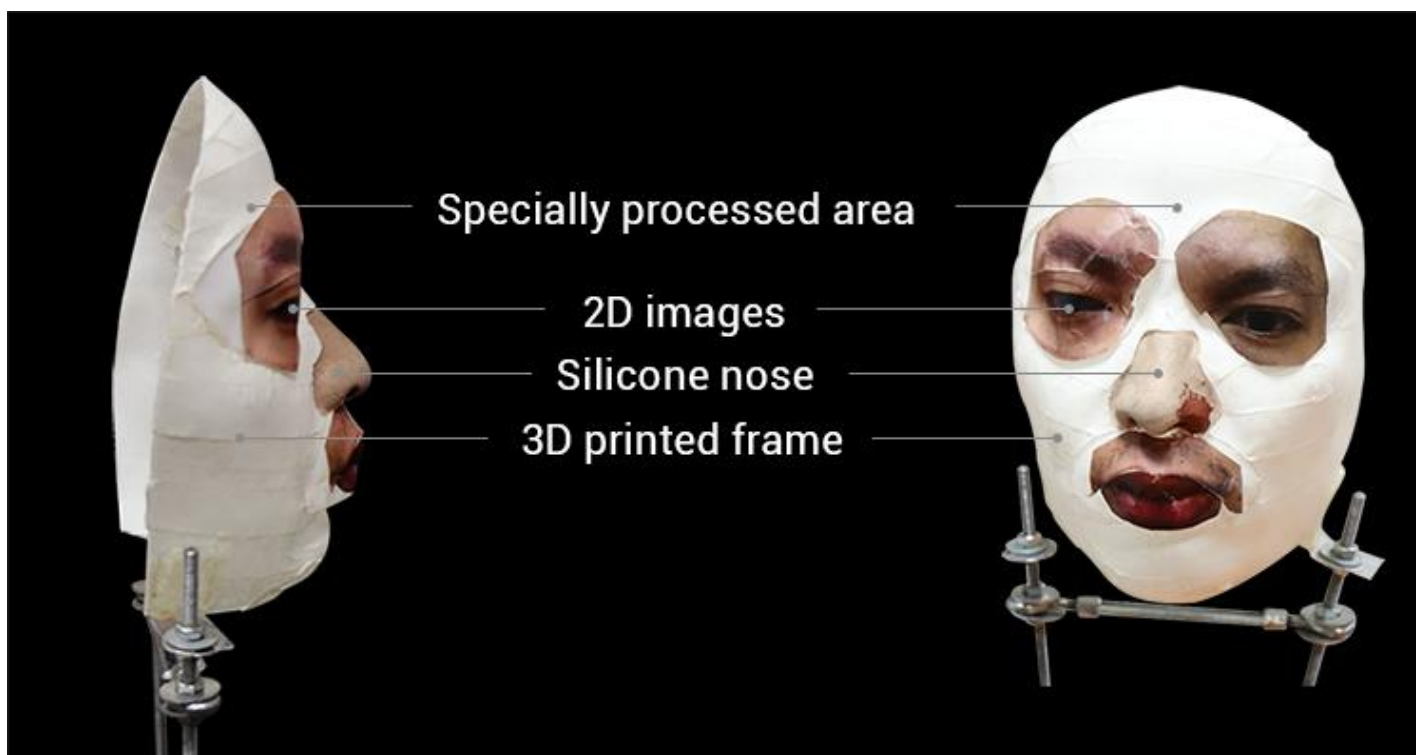 Specially processed area
2D images
Silicone nose
3D printed frame